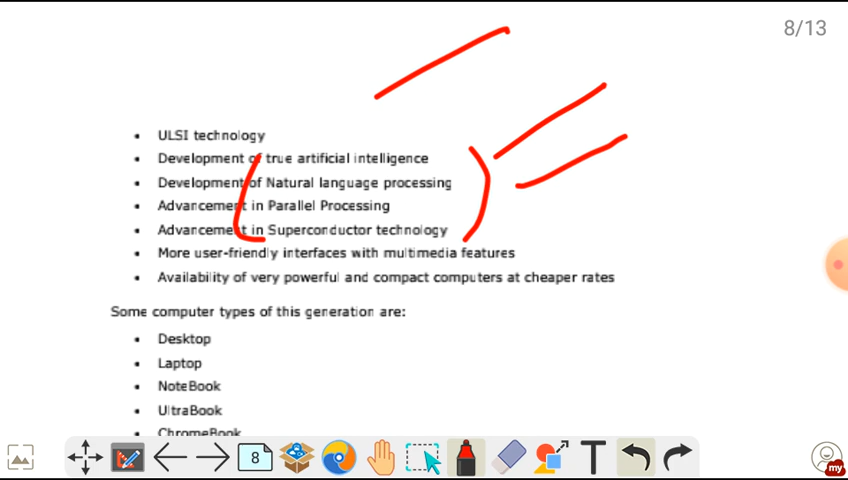 8/13
• ULSI technology
• Development of true artificial intelligence
• Development of Natural language processing
• Advancement in Parallel Processing
• Advancement in Superconductor technology
• More user-friendly interfaces with multimedia features
• Availability of very powerful and compact computers at cheaper rates
Some computer types of this generation are:
• Desktop
• Laptop
• NoteBook
• UltraBook
• ChromeBook
8
T
my